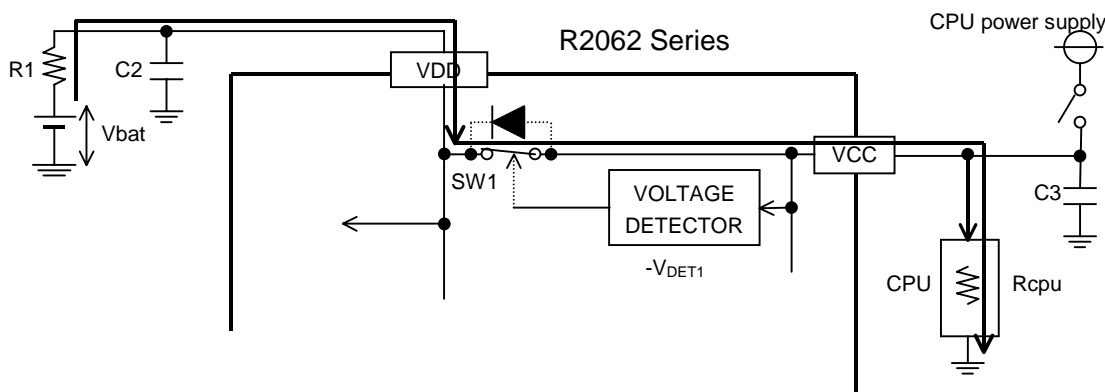 CPU power supply
R2062 Series
R1
C2
VDD
Vbat
VCC
SW1
VOLTAGE
DETECTOR
C3
-VDET1
CPU
Rcpu